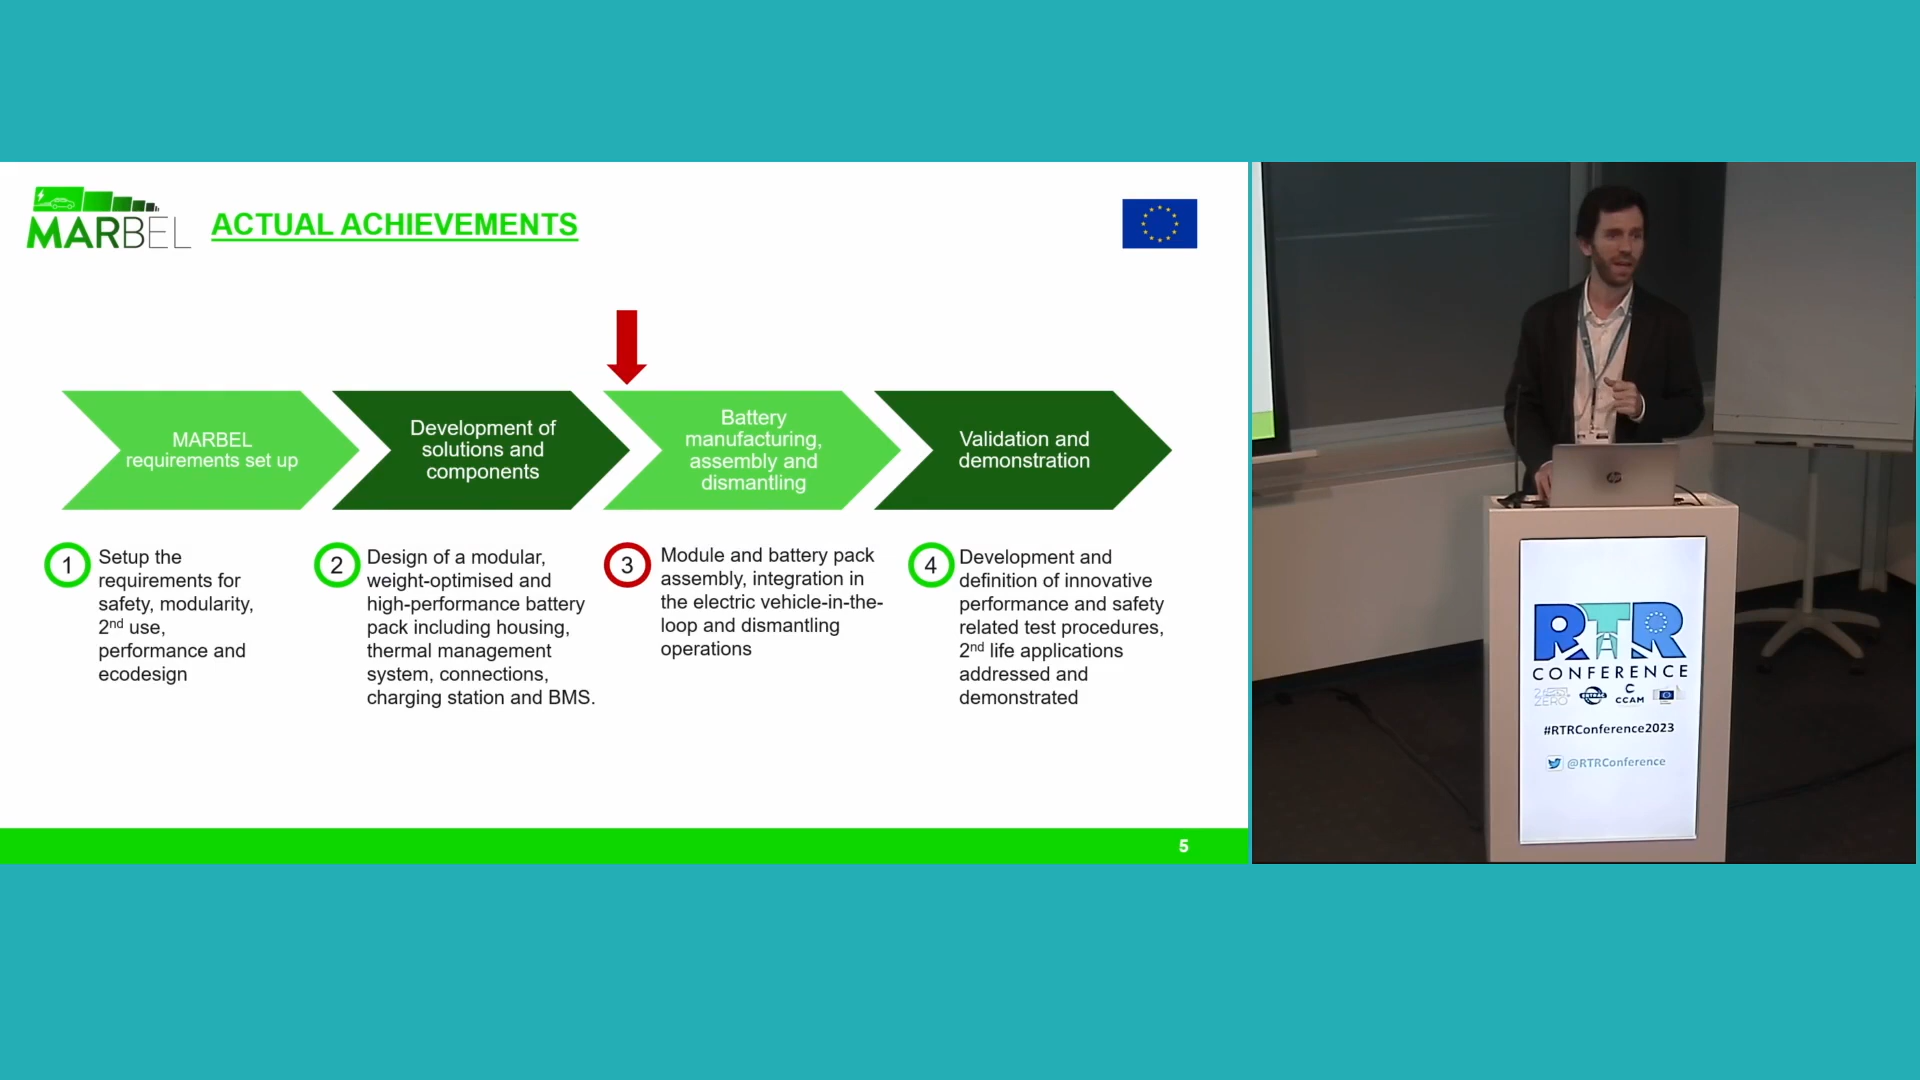 MARBEL
ACTUAL ACHIEVEMENTS
MARBEL
requirements set up
Development of
solutions and
components
Battery
manufacturing,
assembly and
dismantling
Validation and
demonstration
1
Setup the
requirements for
safety, modularity,
2nd use,
performance and
ecodesign
2
Design of a modular,
weight-optimised and
high-performance battery
pack including housing,
thermal management
system, connections,
charging station and BMS.
3
Module and battery pack
assembly, integration in
the electric vehicle-in-the-
loop and dismantling
operations
4
Development and
definition of innovative
performance and safety
related test procedures,
2nd life applications
addressed and
demonstrated
5
hp
RTR
CONFERENCE
ZERO
CCAM
#RTRConference2023
@RTRConference